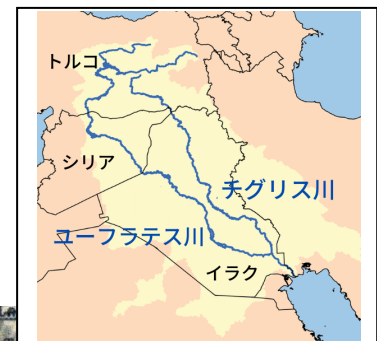 トルコ
シリア
チグリス川
ユーフラテス川
イラク